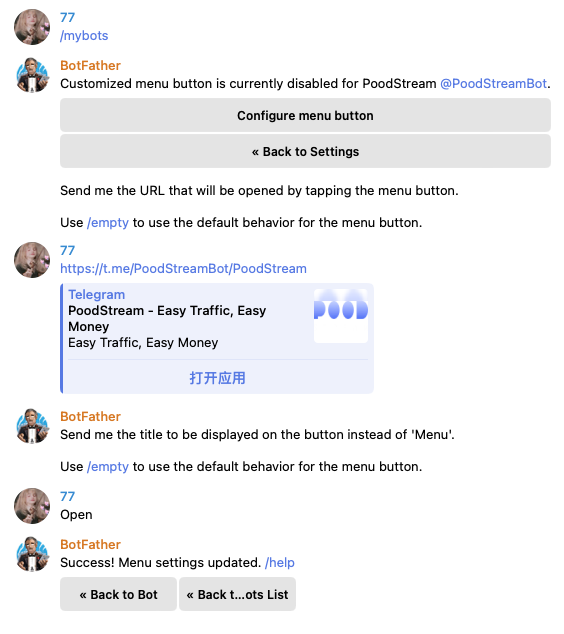 77
/mybots
BotFather
Customized menu button is currently disabled for PoodStream @PoodStreamBot.
Configure menu button
« Back to Settings
Send me the URL that will be opened by tapping the menu button.
Use /empty to use the default behavior for the menu button.
77
https://t.me/PoodStreamBot/PoodStream
Telegram
PoodStream - Easy Traffic, Easy
Money
Easy Traffic, Easy Money
POOD
打开应用
BotFather
Send me the title to be displayed on the button instead of 'Menu'.
Use /empty to use the default behavior for the menu button.
77
Open
BotFather
Success! Menu settings updated. /help
« Back to Bot
« Back t...ots List